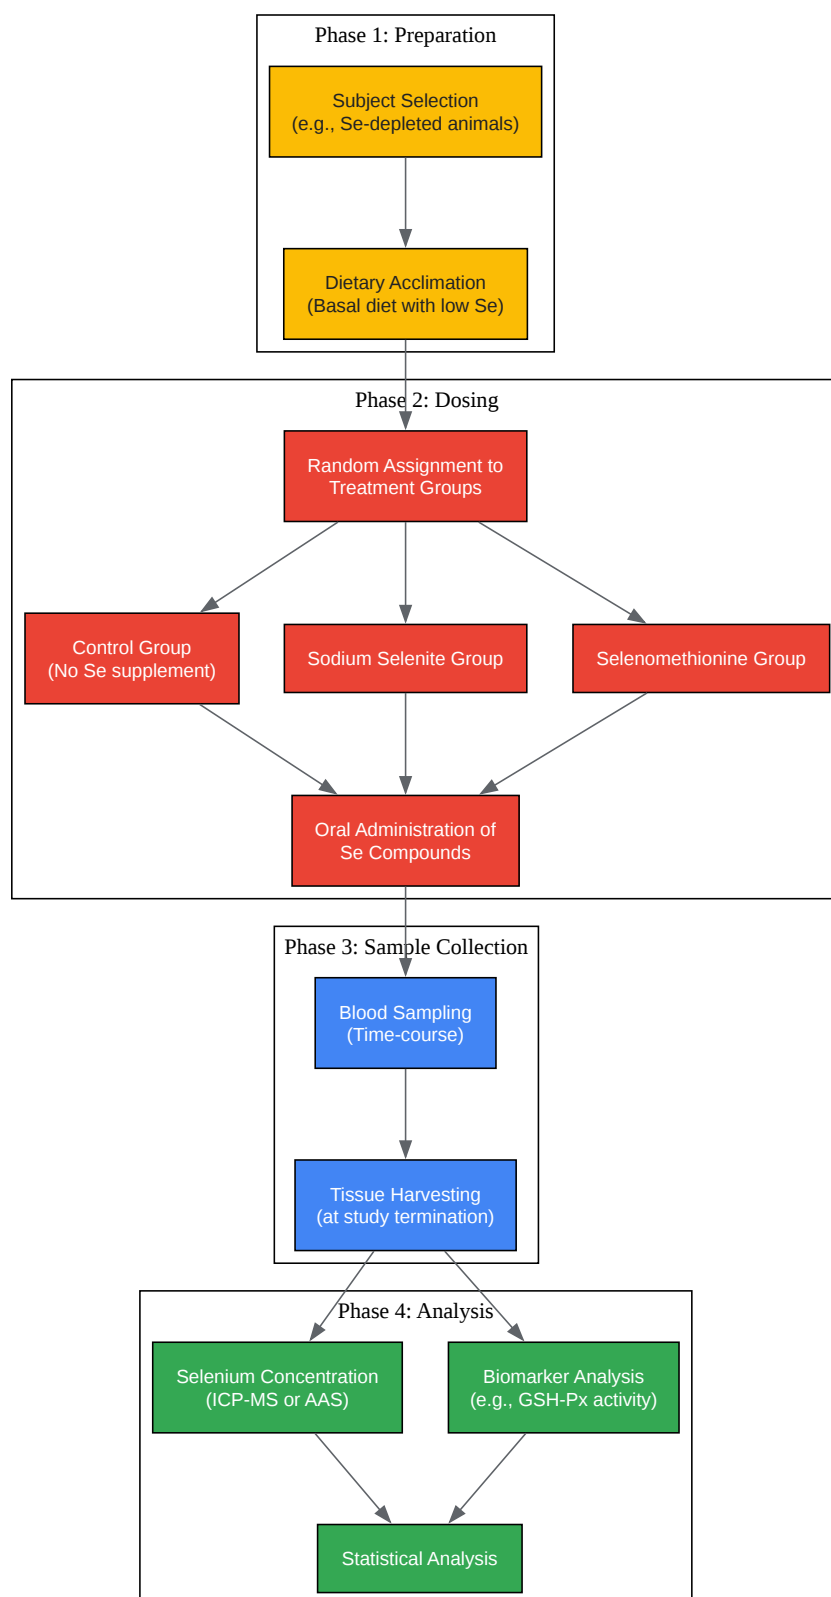 Phase 1: Preparation
Subject Selection
(e.g., Se-depleted animals)
Dietary Acclimation
(Basal diet with low Se)
Phase 2: Dosing
Random Assignment to
Treatment Groups
Control Group
(No Se supplement)
Sodium Selenite Group
Selenomethionine Group
Oral Administration of
Se Compounds
Phase 3: Sample Collection
Blood Sampling
(Time-course)
Tissue Harvesting
(at study termination)
Phase 4: Analysis
Selenium Concentration
(ICP-MS or AAS)
Biomarker Analysis
(e.g., GSH-Px activity)
Statistical Analysis